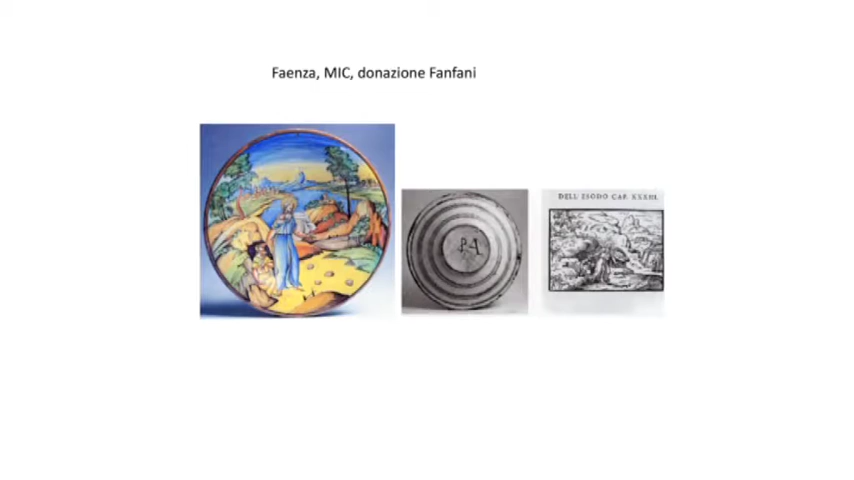 Faenza, MIC, donazione Fanfani
DELL' ESODO CAP. XXXIII.